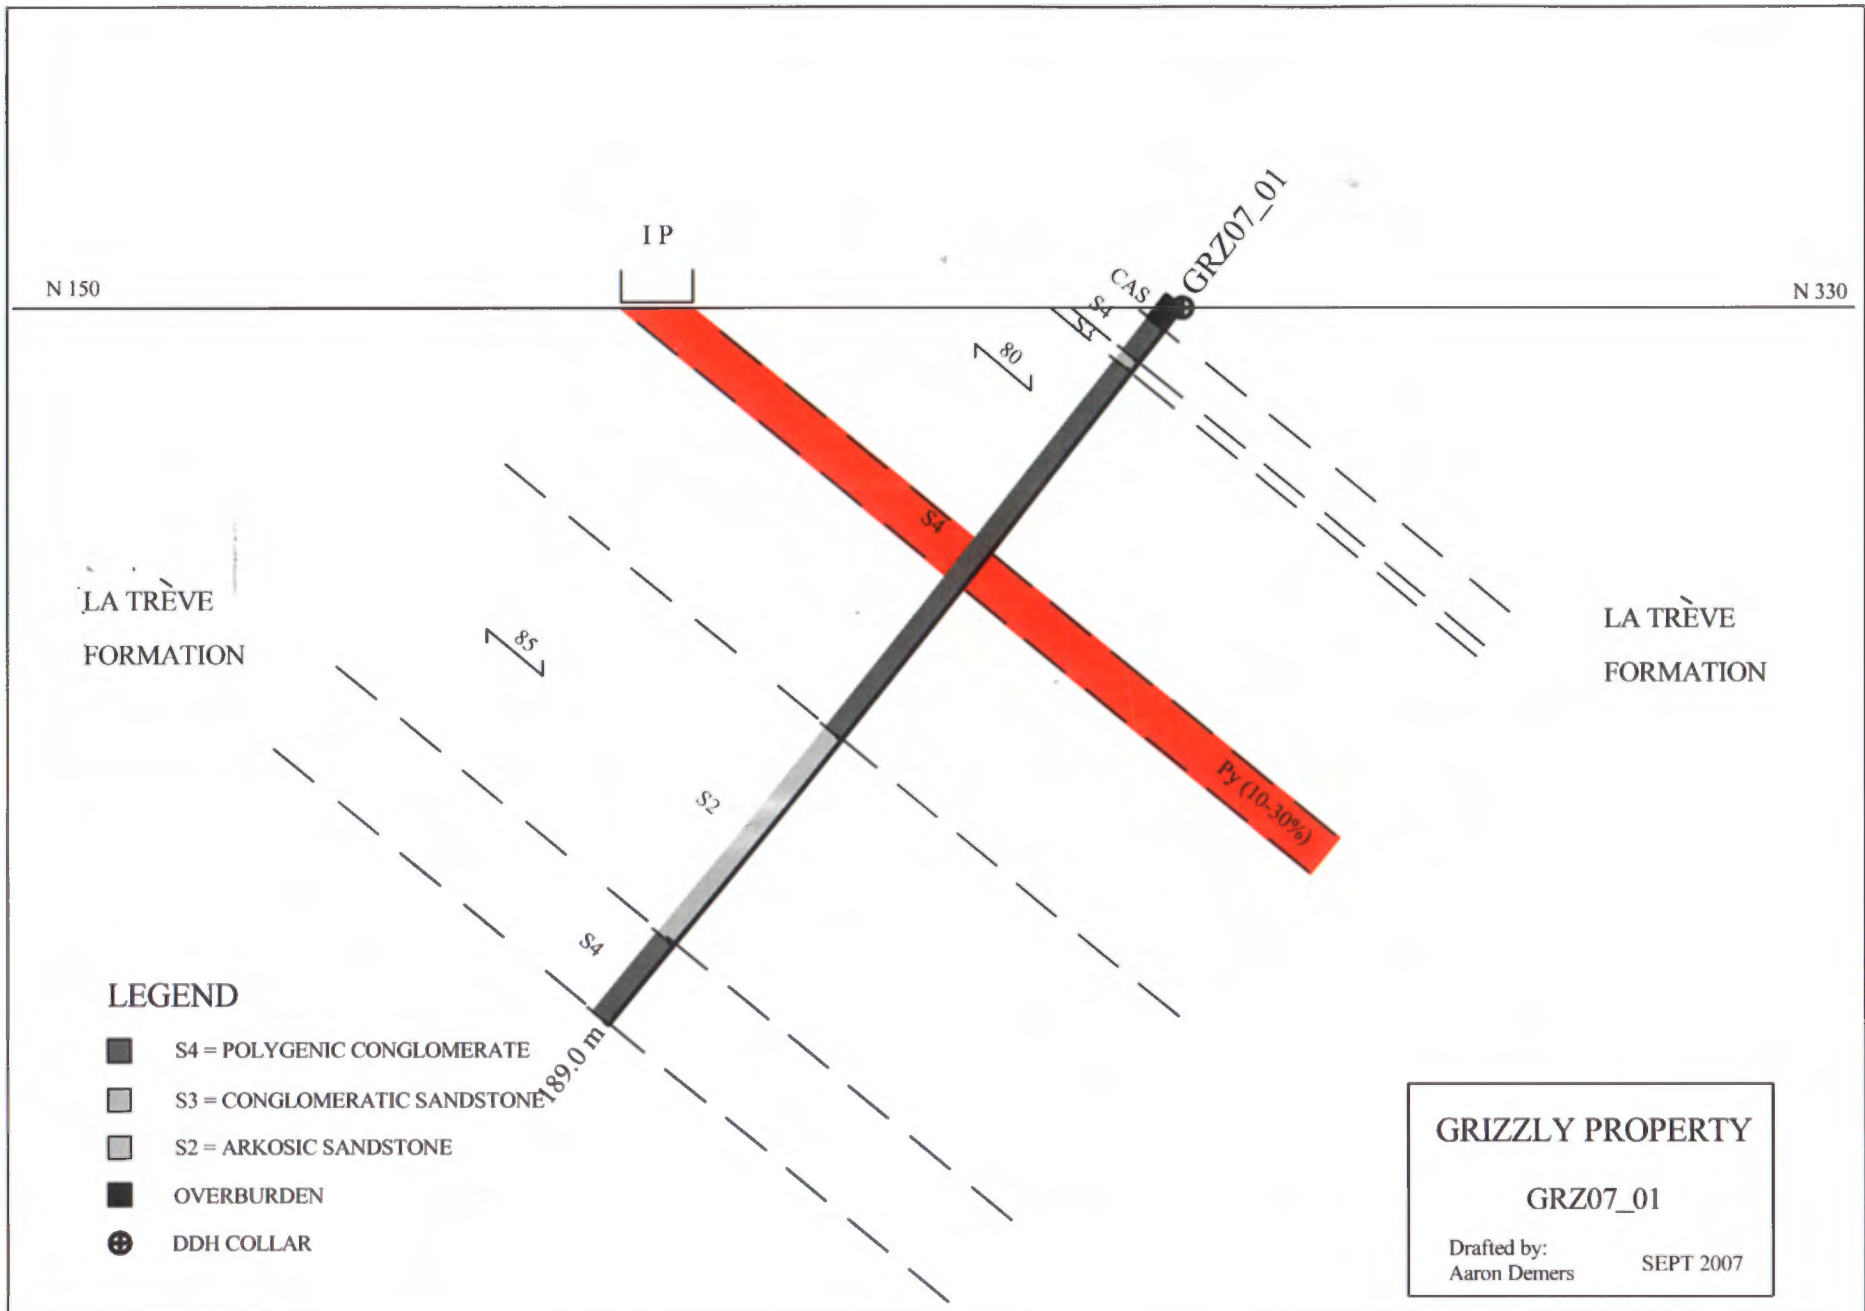 GRZ07_01
I P
CAS
N 150
N 330
S4
S3
80
S4
LA TRÈVE
FORMATION
LA TRÈVE
FORMATION
85
Py (10-30%)
S2
S4
189.0 m
LEGEND
S4 = POLYGENIC CONGLOMERATE
S3 = CONGLOMERATIC SANDSTONE
S2 = ARKOSIC SANDSTONE
OVERBURDEN
DDH COLLAR
GRIZZLY PROPERTY
GRZ07_01
Drafted by:
Aaron Demers
SEPT 2007